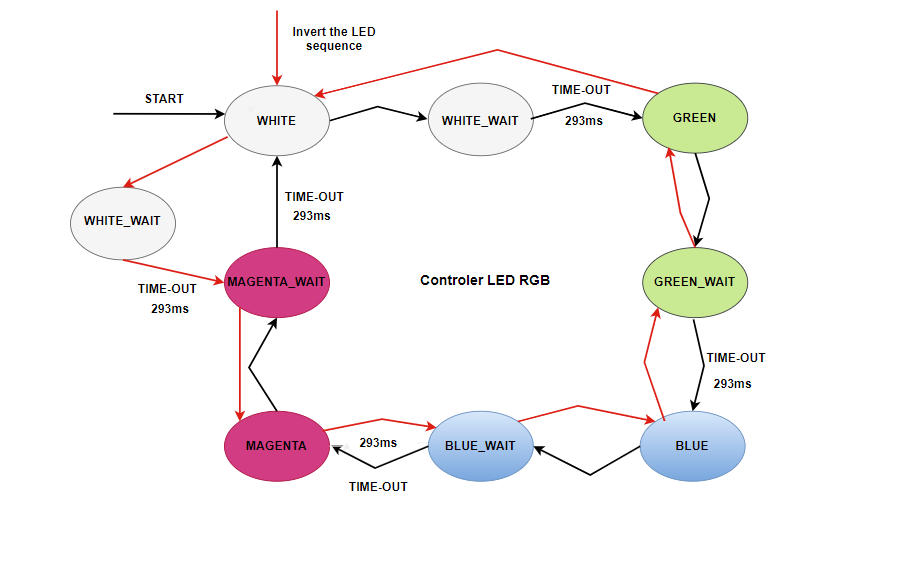 Invert the LED
sequence
START
WHITE
WHITE_WAIT
TIME-OUT
293ms
GREEN
WHITE_WAIT
TIME-OUT
293ms
TIME-OUT
293ms
MAGENTA_WAIT
Controler LED RGB
GREEN_WAIT
TIME-OUT
293ms
MAGENTA
293ms
TIME-OUT
BLUE_WAIT
BLUE